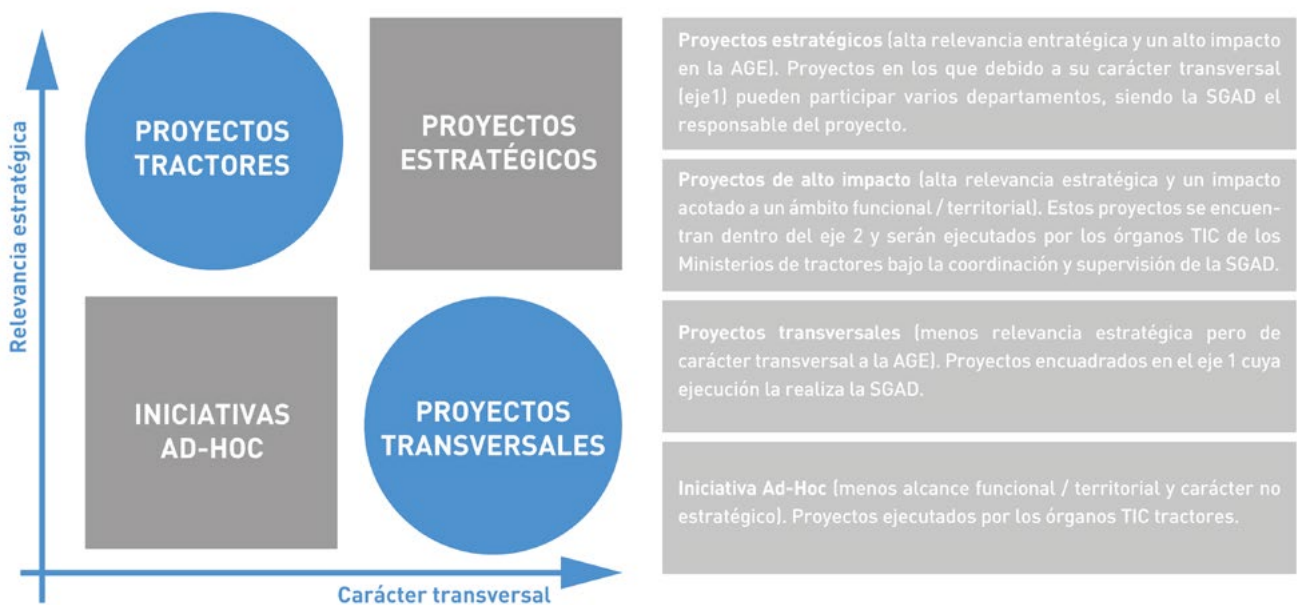 Relevancia estratégica
PROYECTOS
TRACTORES
PROYECTOS
ESTRATÉGICOS
INICIATIVAS
AD-HOC
PROYECTOS
TRANSVERSALES
Carácter transversal
Proyectos estratégicos (alta relevancia entratégica y un alto impacto
en la AGE). Proyectos en los que debido a su carácter transversal
(eje1) pueden participar varios departamentos, siendo la SGAD el
responsable del proyecto.
Proyectos de alto impacto (alta relevancia estratégica y un impacto
acotado a un ámbito funcional / territorial). Estos proyectos se encuen-
tran dentro del eje 2 y serán ejecutados por los órganos TIC de los
Ministerios de tractores bajo la coordinación y supervisión de la SGAD.
Proyectos transversales (menos relevancia estratégica pero de
carácter transversal a la AGE). Proyectos encuadrados en el eje 1 cuya
ejecución la realiza la SGAD.
Iniciativa Ad-Hoc (menos alcance funcional / territorial y carácter no
estratégico). Proyectos ejecutados por los órganos TIC tractores.